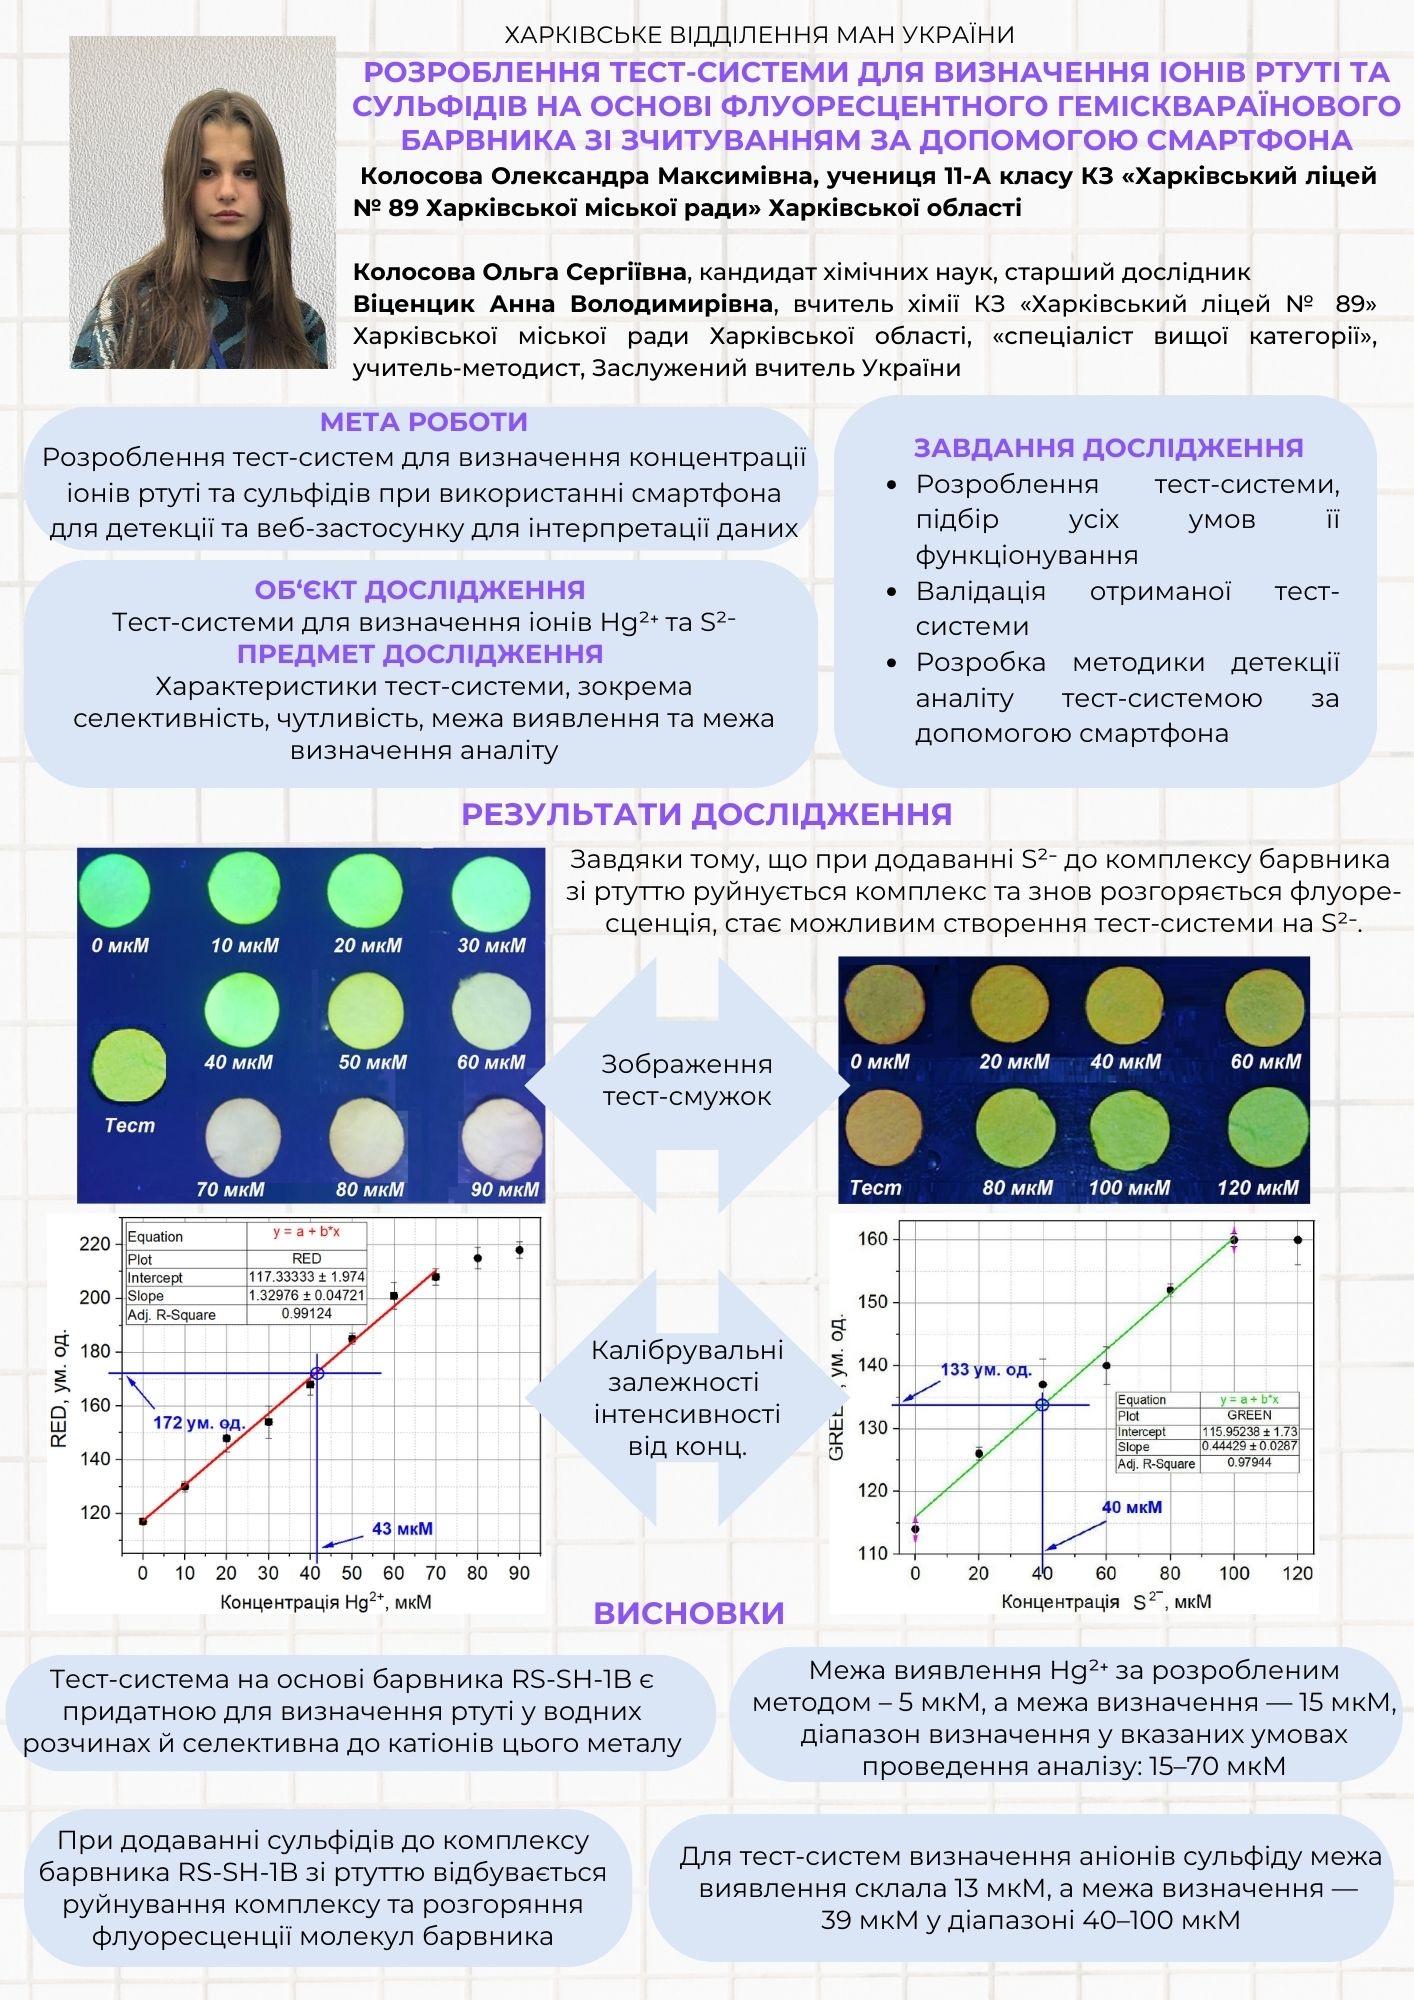 ХАРКІВСЬКЕ ВІДДІЛЕННЯ МАН УКРАЇНИ
РОЗРОБЛЕННЯ ТЕСТ-СИСТЕМИ ДЛЯ ВИЗНАЧЕННЯ ІОНІВ РТУТІ ТА
СУЛЬФІДІВ НА ОСНОВІ ФЛУОРЕСЦЕНТНОГО ГЕМІСКВАРАЇНОВОГО
БАРВНИКА ЗІ ЗЧИТУВАННЯМ ЗА ДОПОМОГОЮ СМАРТФОНА
Колосова Олександра Максимівна, учениця 11-А класу КЗ «Харківський ліцей
№ 89 Харківської міської ради» Харківської області
Колосова Ольга Сергіївна, кандидат хімічних наук, старший дослідник
Віценцик Анна Володимирівна, вчитель хімії КЗ «Харківський ліцей № 89»
Харківської міської ради Харківської області, «спеціаліст вищої категорії»,
учитель-методист, Заслужений вчитель України
МЕТА РОБОТИ
Розроблення тест-систем для визначення концентрації
іонів ртуті та сульфідів при використанні смартфона
для детекції та веб-застосунку для інтерпретації даних
ОБ‘ЄКТ ДОСЛІДЖЕННЯ
Тест-системи для визначення іонів Hg²⁺ та S²⁻
ПРЕДМЕТ ДОСЛІДЖЕННЯ
Характеристики тест-системи, зокрема
селективність, чутливість, межа виявлення та межа
визначення аналіту
ЗАВДАННЯ ДОСЛІДЖЕННЯ
• Розроблення тест-системи,
підбір усіх умов її
функціонування
• Валідація отриманої тест-
системи
• Розробка методики детекції
аналіту тест-системою за
допомогою смартфона
РЕЗУЛЬТАТИ ДОСЛІДЖЕННЯ
Завдяки тому, що при додаванні S²⁻ до комплексу барвника
зі ртуттю руйнується комплекс та знов розгоряється флуоре-
сценція, стає можливим створення тест-системи на S²⁻.
0 мкМ 10 мкМ 20 мкМ 30 мкМ
40 мкМ 50 мкМ 60 мкМ
Тест
70 мкМ 80 мкМ 90 мкМ
Зображення
тест-смужок
0 мкМ 20 мкМ 40 мкМ 60 мкМ
Тест 80 мкМ 100 мкМ 120 мкМ
RED, ум. од.
220
200
180
160
140
120
Equation y = a + b*x
Plot RED
Intercept 117.33333 ± 1.974
Slope 1.32976 ± 0.04721
Adj. R-Square 0.99124
172 ум. од.
43 мкМ
0 10 20 30 40 50 60 70 80 90
Концентрація Hg²⁺, мкМ
Калібрувальні
залежності
інтенсивності
від конц.
ум. од.
160
150
140
130
120
110
133 ум. од.
Equation y = a + b*x
Plot GREEN
Intercept 115.95238 ± 1.73
Slope 0.44429 ± 0.0287
Adj. R-Square 0.97944
40 мкМ
0 20 40 60 80 100 120
Концентрація S²⁻, мкМ
ВИСНОВКИ
Тест-система на основі барвника RS-SH-1B є
придатною для визначення ртуті у водних
розчинах й селективна до катіонів цього металу
Межа виявлення Hg²⁺ за розробленим
методом – 5 мкМ, а межа визначення — 15 мкМ,
діапазон визначення у вказаних умовах
проведення аналізу: 15–70 мкМ
При додаванні сульфідів до комплексу
барвника RS-SH-1B зі ртуттю відбувається
руйнування комплексу та розгоряння
флуоресценції молекул барвника
Для тест-систем визначення аніонів сульфіду межа
виявлення склала 13 мкМ, а межа визначення —
39 мкМ у діапазоні 40–100 мкМ